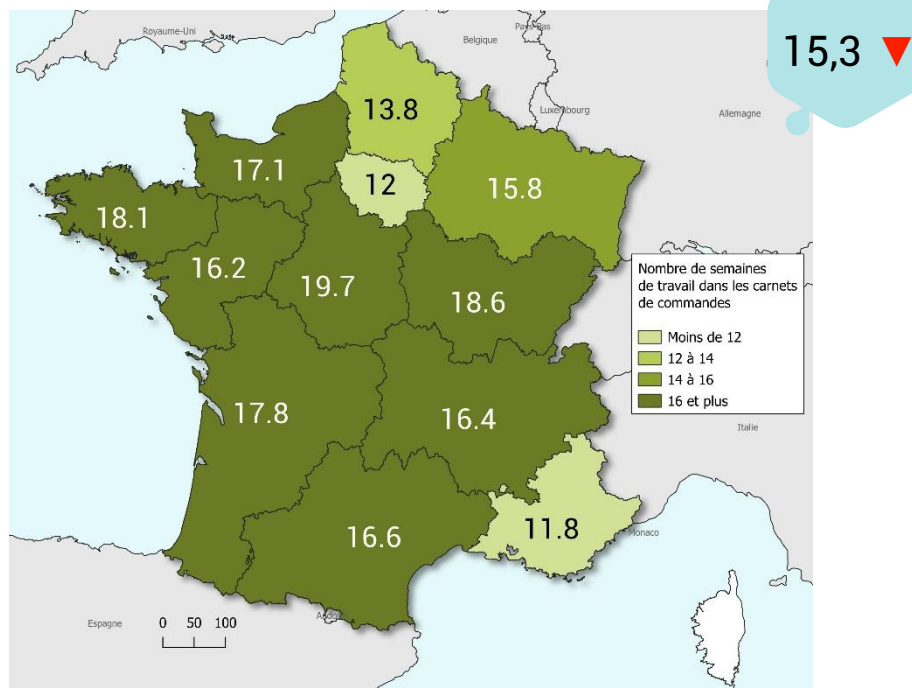 15,3
Royaume-Uni
Pays-Bas
Belgique
Luxembourg
Allemagne
13.8
17.1
12
15.8
18.1
16.2
19.7
18.6
Nombre de semaines
de travail dans les carnets
de commandes
Moins de 12
12 à 14
14 à 16
16 et plus
17.8
16.4
Italie
11.8
16.6
Monaco
Espagne
0 50 100